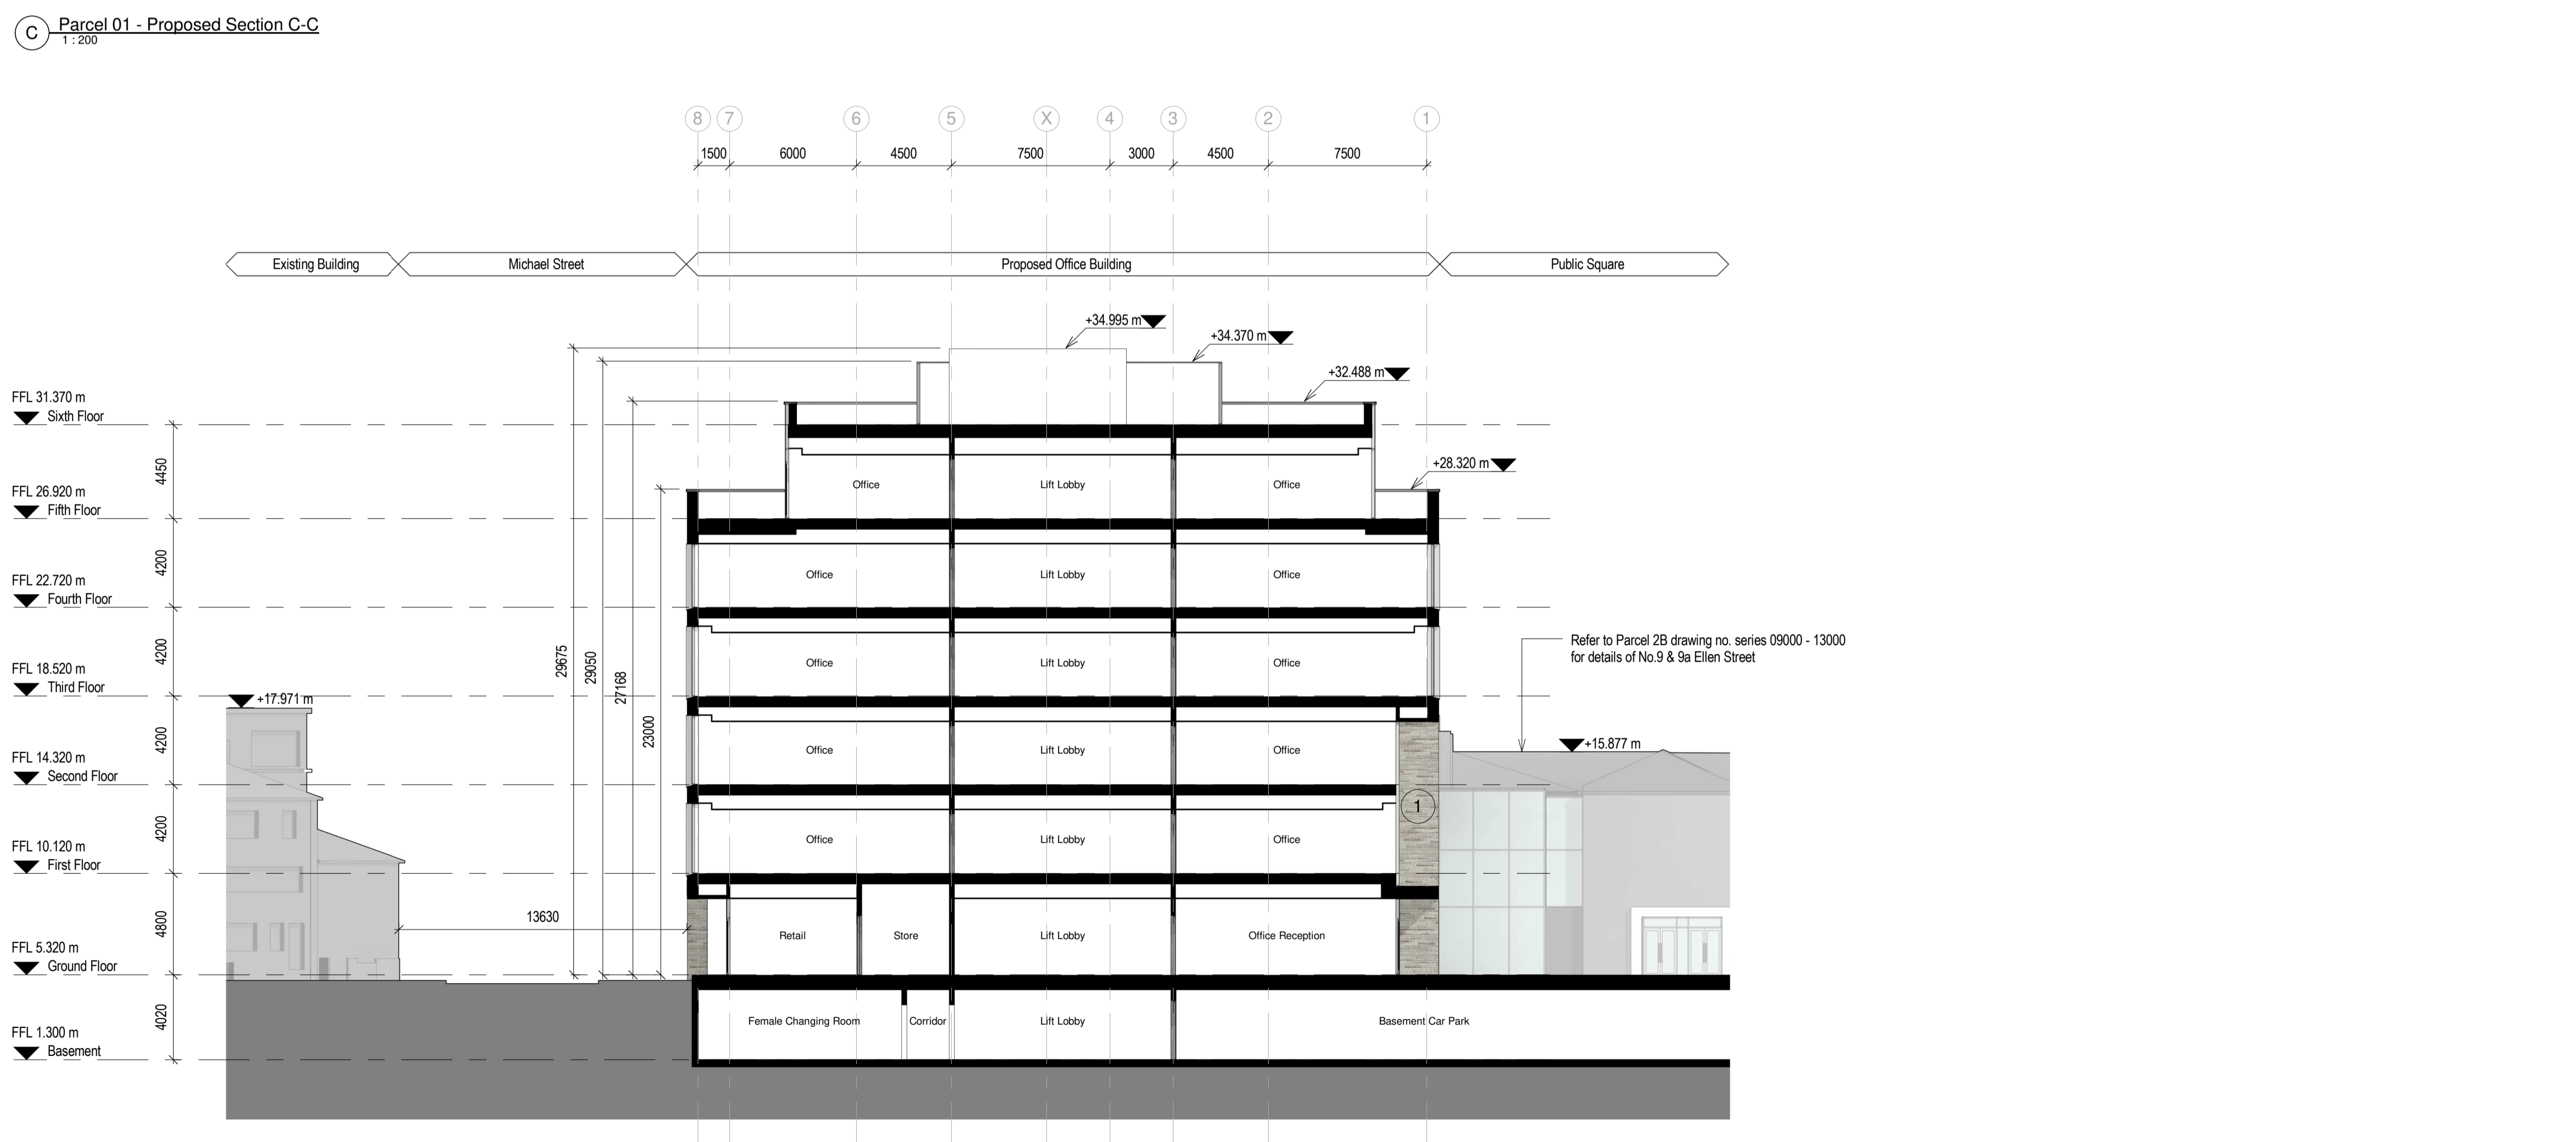 C
Parcel 01 - Proposed Section C-C
1 : 200
8 7 6 5 X 4 3 2 1
1500 6000 4500 7500 3000 4500 7500
Existing Building Michael Street Proposed Office Building Public Square
+34.995 m
+34.370 m
+32.488 m
FFL 31.370 m
Sixth Floor
4450
+28.320 m
Office Lift Lobby Office
FFL 26.920 m
Fifth Floor
4200
Office Lift Lobby Office
FFL 22.720 m
Fourth Floor
4200
29675 29050 27168 23000
Office Lift Lobby Office
Refer to Parcel 2B drawing no. series 09000 - 13000
for details of No.9 & 9a Ellen Street
FFL 18.520 m
Third Floor
+17.971 m
4200
Office Lift Lobby Office
+15.877 m
FFL 14.320 m
Second Floor
1
4200
Office Lift Lobby Office
FFL 10.120 m
First Floor
4800
13630
Retail Store Lift Lobby Office Reception
FFL 5.320 m
Ground Floor
4020
Female Changing Room Corridor Lift Lobby Basement Car Park
FFL 1.300 m
Basement